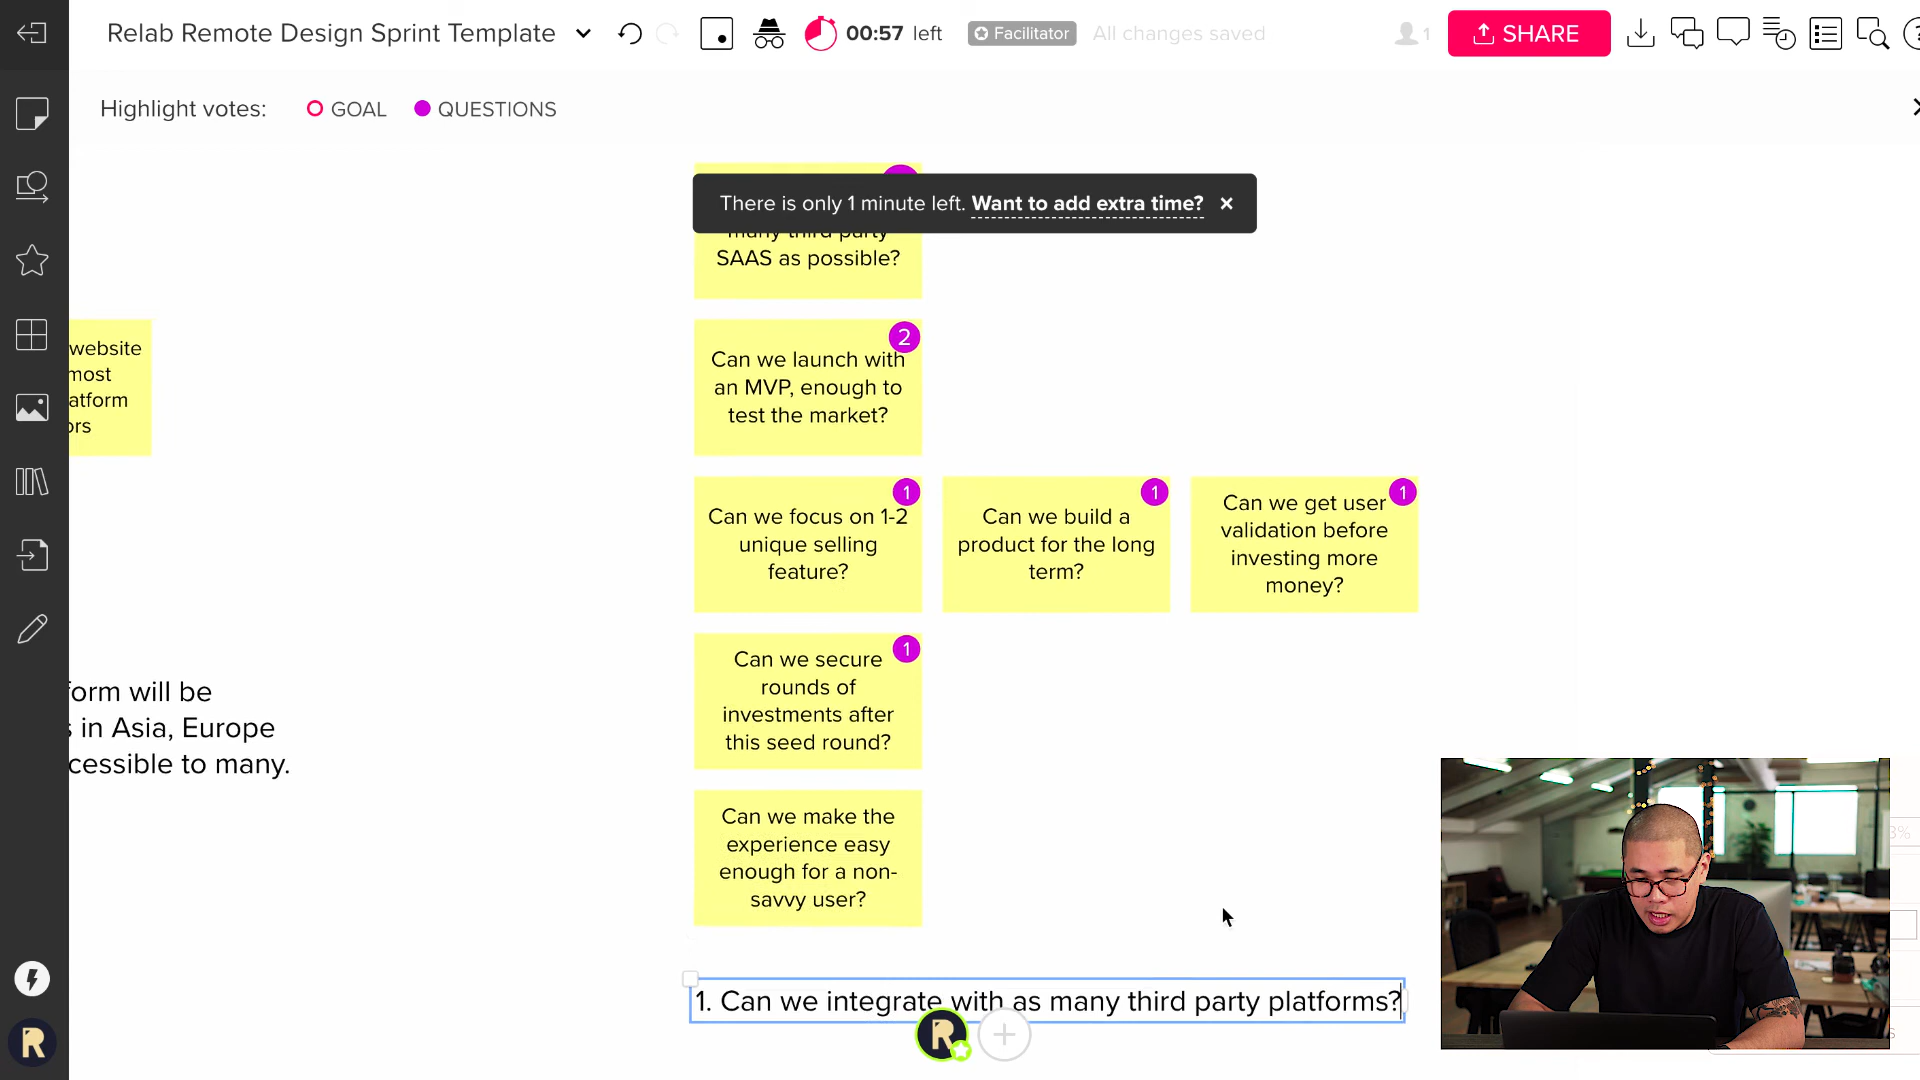 Relab Remote Design Sprint Template
00:57 left
Facilitator
All changes saved
1
SHARE
Highlight votes:
GOAL
QUESTIONS
There is only 1 minute left. Want to add extra time?
many third party
SAAS as possible?
2
Can we launch with
an MVP, enough to
test the market?
website
most
atform
ors
1
Can we focus on 1-2
unique selling
feature?
1
Can we build a
product for the long
term?
1
Can we get user
validation before
investing more
money?
1
Can we secure
rounds of
investments after
this seed round?
form will be
s in Asia, Europe
cessible to many.
Can we make the
experience easy
enough for a non-
savvy user?
1. Can we integrate with as many third party platforms?
R
R
3%
s